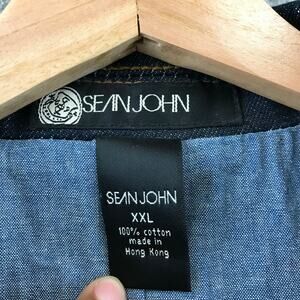 SEAN JOHN
SEAN JOHN
XXL
100% cotton
made in
Hong Kong